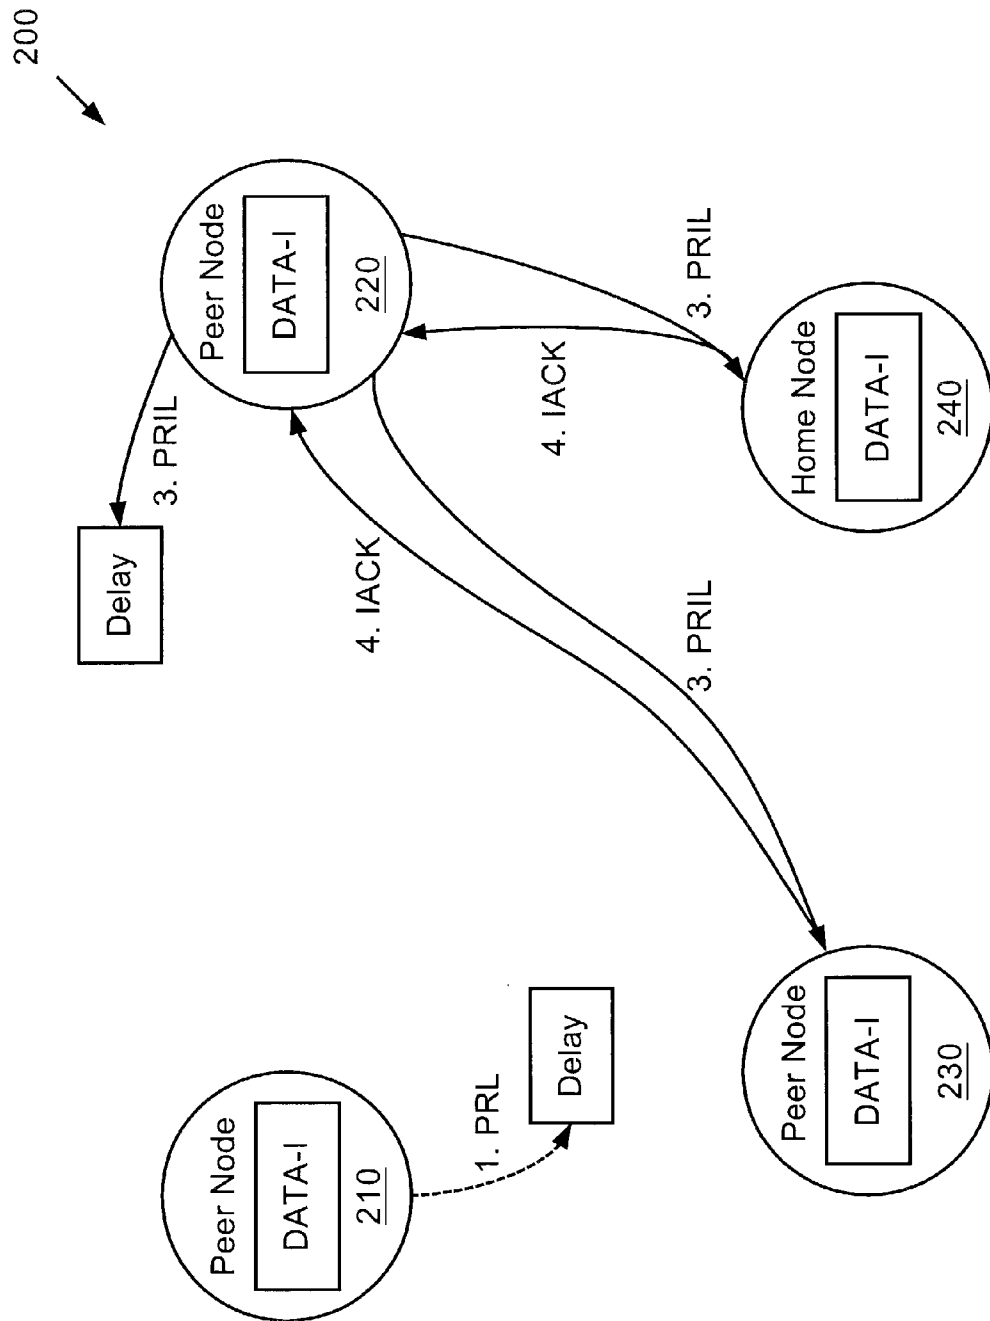 200
Peer Node
DATA-I
210
1. PRL
Delay
Peer Node
DATA-I
220
3. PRIL
Delay
4. IACK
3. PRIL
4. IACK
3. PRIL
Peer Node
DATA-I
230
Home Node
DATA-I
240